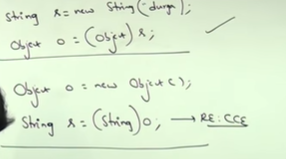 String s = new String("durga");
Object o = (Object) s;
Object o = new Object();
String s = (String) o; → RE: CCE